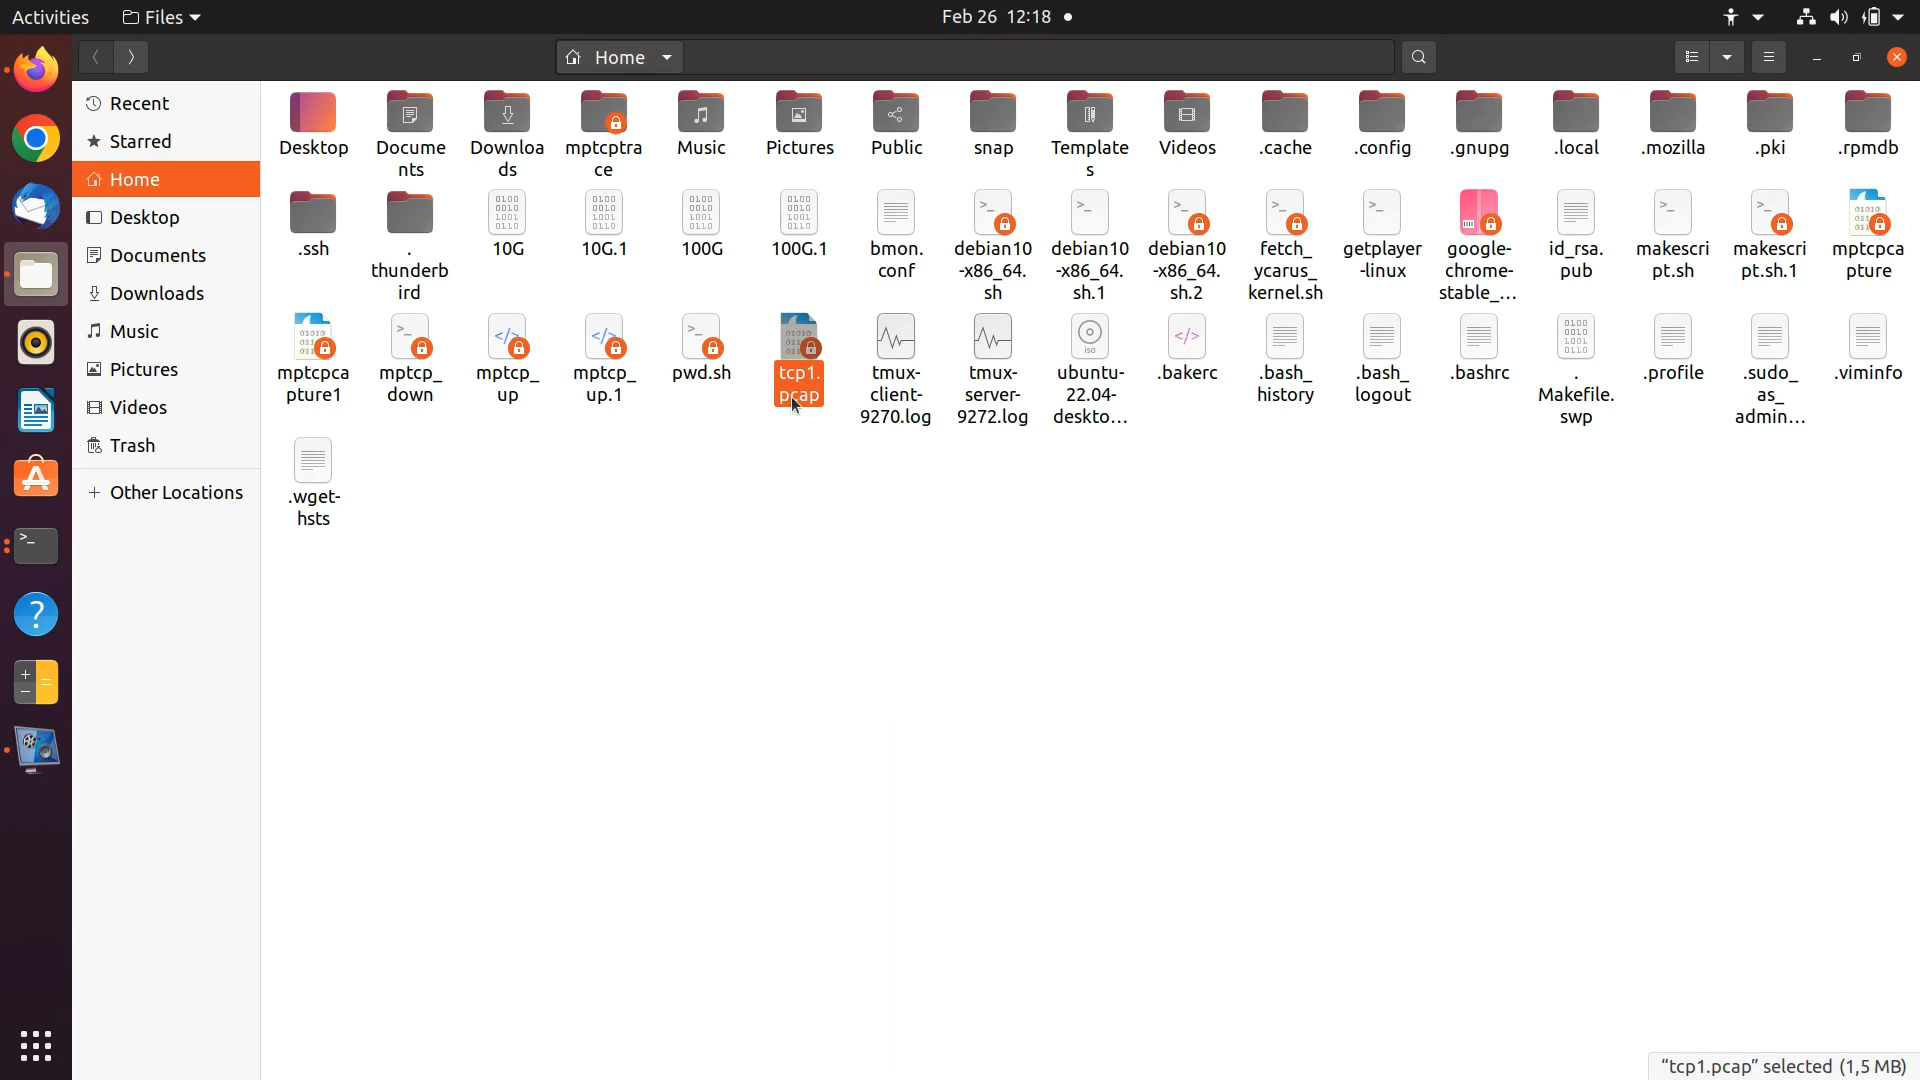 Activities Files Feb 26 12:18
Home
Recent
Starred
Home
Desktop
Documents
Downloads
Music
Pictures
Videos
Trash
Other Locations
Desktop
Docume
nts
Downloa
ds
mptcptra
ce
Music
Pictures
Public
snap
Template
s
Videos
.cache
.config
.gnupg
.local
.mozilla
.pki
.rpmdb
.ssh
.
thunderb
ird
10G
10G.1
100G
100G.1
bmon.
conf
debian10
-x86_64.
sh
debian10
-x86_64.
sh.1
debian10
-x86_64.
sh.2
fetch_
ycarus_
kernel.sh
getplayer
-linux
google-
chrome-
stable_...
id_rsa.
pub
makescri
pt.sh
makescri
pt.sh.1
mptcpca
pture
mptcpca
pture1
mptcp_
down
mptcp_
up
mptcp_
up.1
pwd.sh
tcp1.
pcap
tmux-
client-
9270.log
tmux-
server-
9272.log
ubuntu-
22.04-
deskto...
.bakerc
.bash_
history
.bash_
logout
.bashrc
.
Makefile.
swp
.profile
.sudo_
as_
admin...
.viminfo
.wget-
hsts
“tcp1.pcap” selected (1,5 MB)